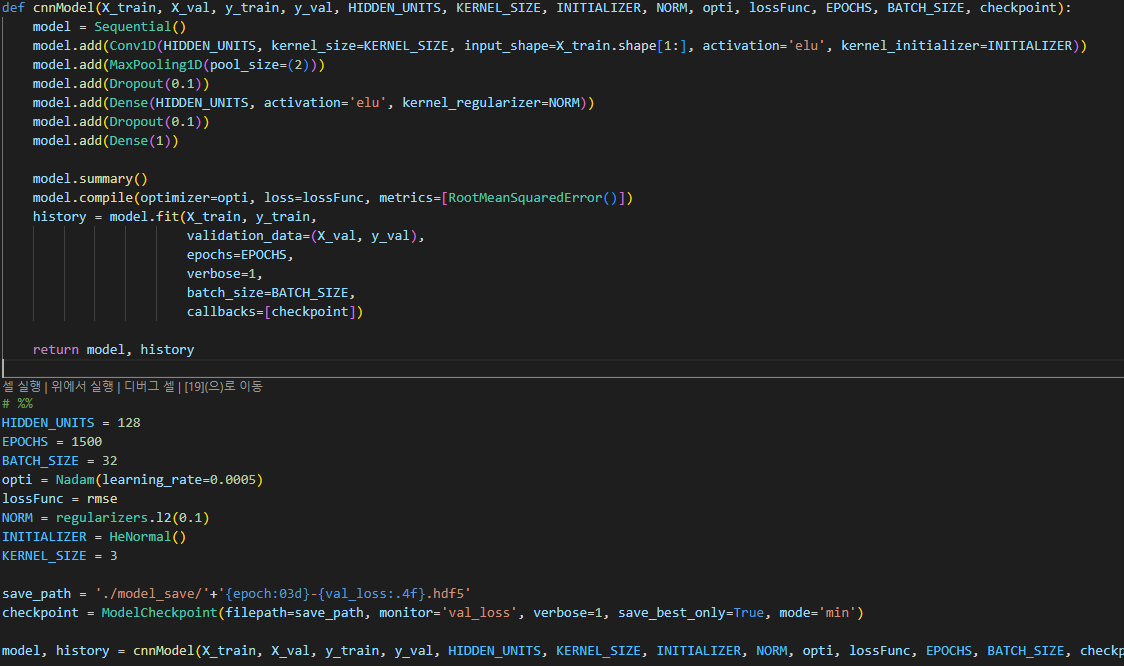 def cnnModel(X_train, X_val, y_train, y_val, HIDDEN_UNITS, KERNEL_SIZE, INITIALIZER, NORM, opti, lossFunc, EPOCHS, BATCH_SIZE, checkpoint):
    model = Sequential()
    model.add(Conv1D(HIDDEN_UNITS, kernel_size=KERNEL_SIZE, input_shape=X_train.shape[1:], activation='elu', kernel_initializer=INITIALIZER))
    model.add(MaxPooling1D(pool_size=(2)))
    model.add(Dropout(0.1))
    model.add(Dense(HIDDEN_UNITS, activation='elu', kernel_regularizer=NORM))
    model.add(Dropout(0.1))
    model.add(Dense(1))

    model.summary()
    model.compile(optimizer=opti, loss=lossFunc, metrics=[RootMeanSquaredError()])
    history = model.fit(X_train, y_train,
                        validation_data=(X_val, y_val),
                        epochs=EPOCHS,
                        verbose=1,
                        batch_size=BATCH_SIZE,
                        callbacks=[checkpoint])

    return model, history

셀 실행 | 위에서 실행 | 디버그 셀 | [19](으)로 이동
# %%
HIDDEN_UNITS = 128
EPOCHS = 1500
BATCH_SIZE = 32
opti = Nadam(learning_rate=0.0005)
lossFunc = rmse
NORM = regularizers.l2(0.1)
INITIALIZER = HeNormal()
KERNEL_SIZE = 3

save_path = './model_save/'+'{epoch:03d}-{val_loss:.4f}.hdf5'
checkpoint = ModelCheckpoint(filepath=save_path, monitor='val_loss', verbose=1, save_best_only=True, mode='min')

model, history = cnnModel(X_train, X_val, y_train, y_val, HIDDEN_UNITS, KERNEL_SIZE, INITIALIZER, NORM, opti, lossFunc, EPOCHS, BATCH_SIZE, checkp